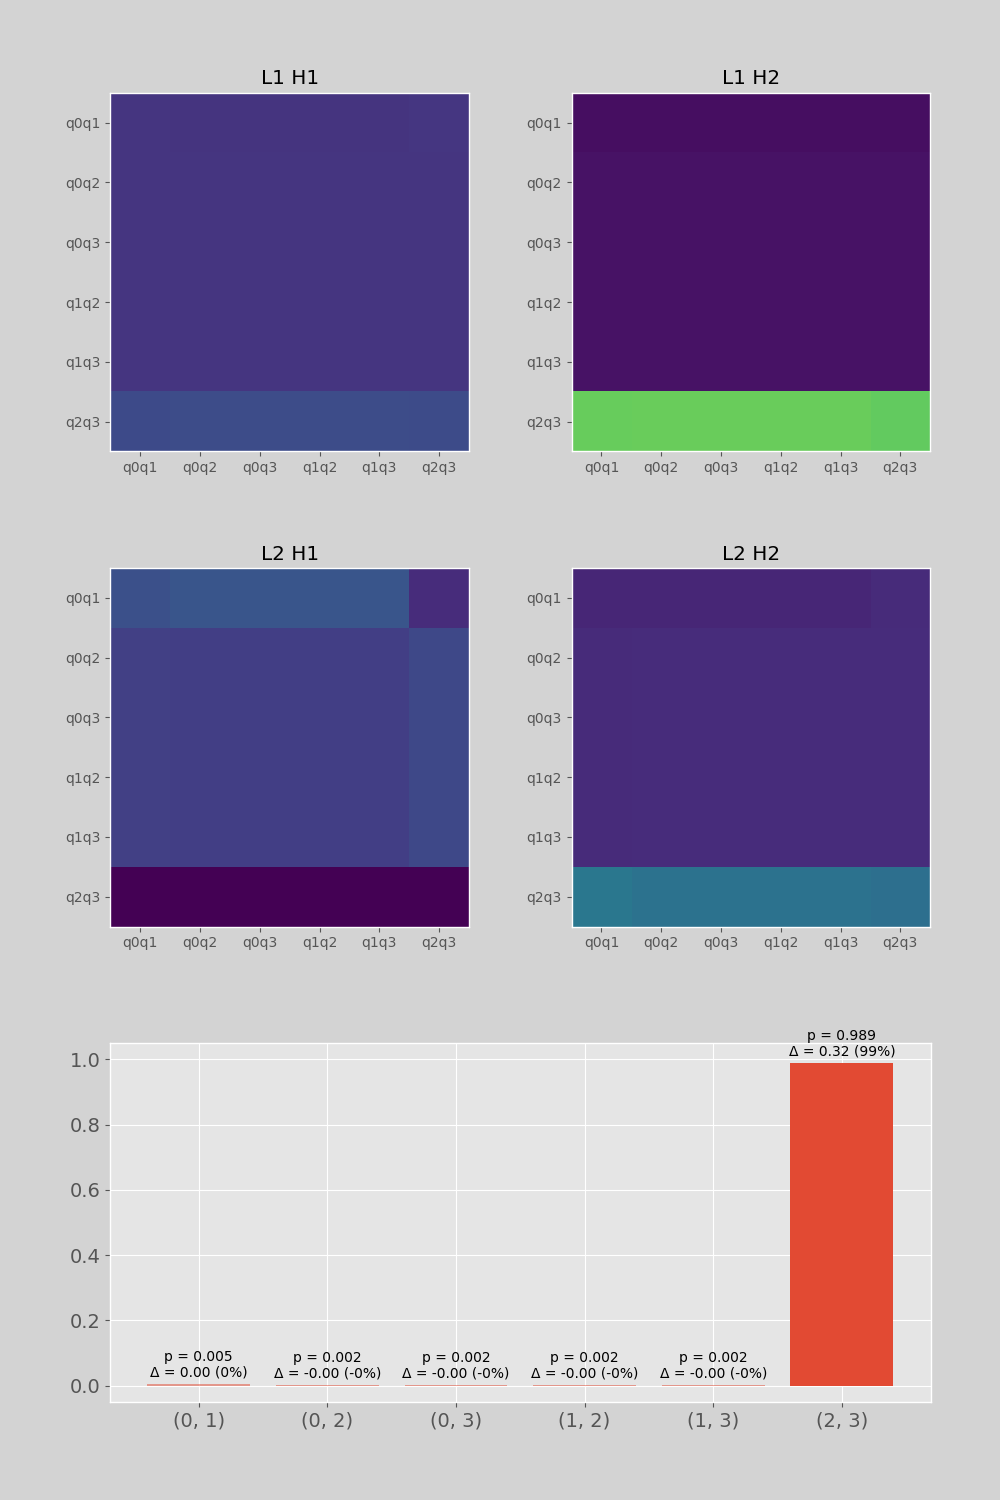 L1 H1
q0q1
q0q2
q0q3
q1q2
q1q3
q2q3
q0q1 q0q2 q0q3 q1q2 q1q3 q2q3
L1 H2
q0q1
q0q2
q0q3
q1q2
q1q3
q2q3
q0q1 q0q2 q0q3 q1q2 q1q3 q2q3
L2 H1
q0q1
q0q2
q0q3
q1q2
q1q3
q2q3
q0q1 q0q2 q0q3 q1q2 q1q3 q2q3
L2 H2
q0q1
q0q2
q0q3
q1q2
q1q3
q2q3
q0q1 q0q2 q0q3 q1q2 q1q3 q2q3
1.0
0.8
0.6
0.4
0.2
0.0
p = 0.005
Δ = 0.00 (0%)
p = 0.002
Δ = -0.00 (-0%)
p = 0.002
Δ = -0.00 (-0%)
p = 0.002
Δ = -0.00 (-0%)
p = 0.002
Δ = -0.00 (-0%)
p = 0.989
Δ = 0.32 (99%)
(0, 1) (0, 2) (0, 3) (1, 2) (1, 3) (2, 3)